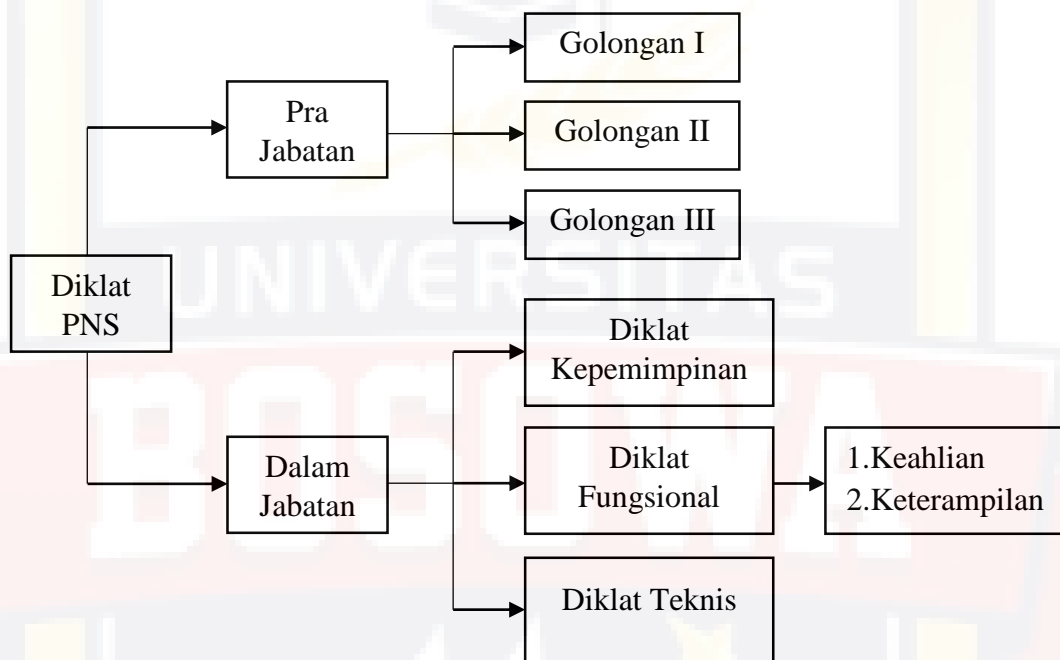 Golongan I
Pra
Jabatan
Golongan II
Golongan III
Diklat
PNS
Diklat
Kepemimpinan
Dalam
Jabatan
Diklat
Fungsional
1.Keahlian
2.Keterampilan
Diklat Teknis
UNIVERSITAS
BOSOWA